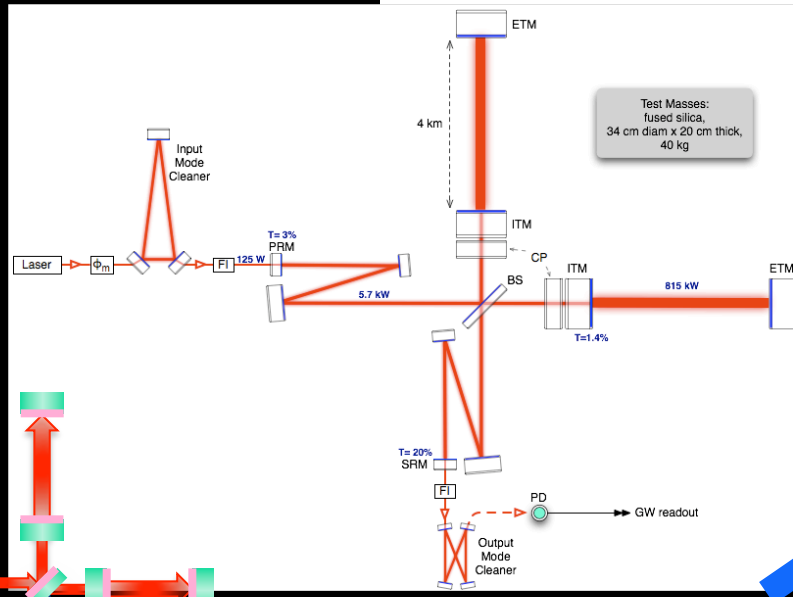 ETM
Test Masses:
fused silica,
34 cm diam x 20 cm thick,
40 kg
4 km
Input
Mode
Cleaner
ITM
T= 3%
PRM
Laser
ϕm
FI
125 W
CP
ITM
ETM
BS
5.7 kW
815 kW
T=1.4%
T= 20%
SRM
FI
PD
GW readout
Output
Mode
Cleaner